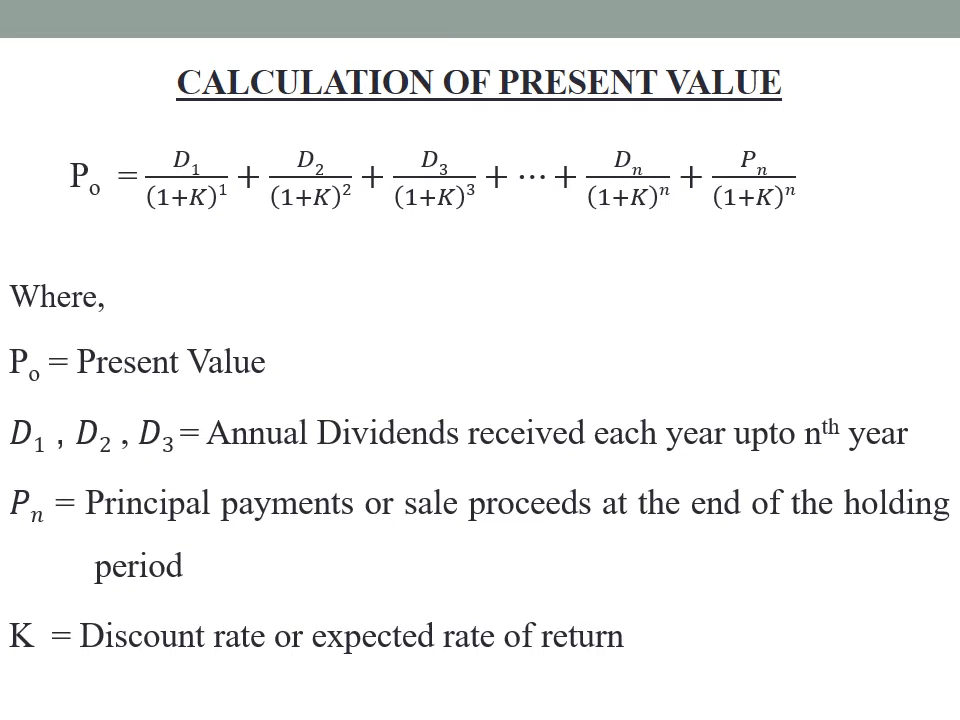 CALCULATION OF PRESENT VALUE
Pₒ = D₁/(1+K)¹ + D₂/(1+K)² + D₃/(1+K)³ + ⋯ + Dₙ/(1+K)ⁿ + Pₙ/(1+K)ⁿ
Where,
Pₒ = Present Value
D₁ , D₂ , D₃ = Annual Dividends received each year upto nᵗʰ year
Pₙ = Principal payments or sale proceeds at the end of the holding
period
K = Discount rate or expected rate of return